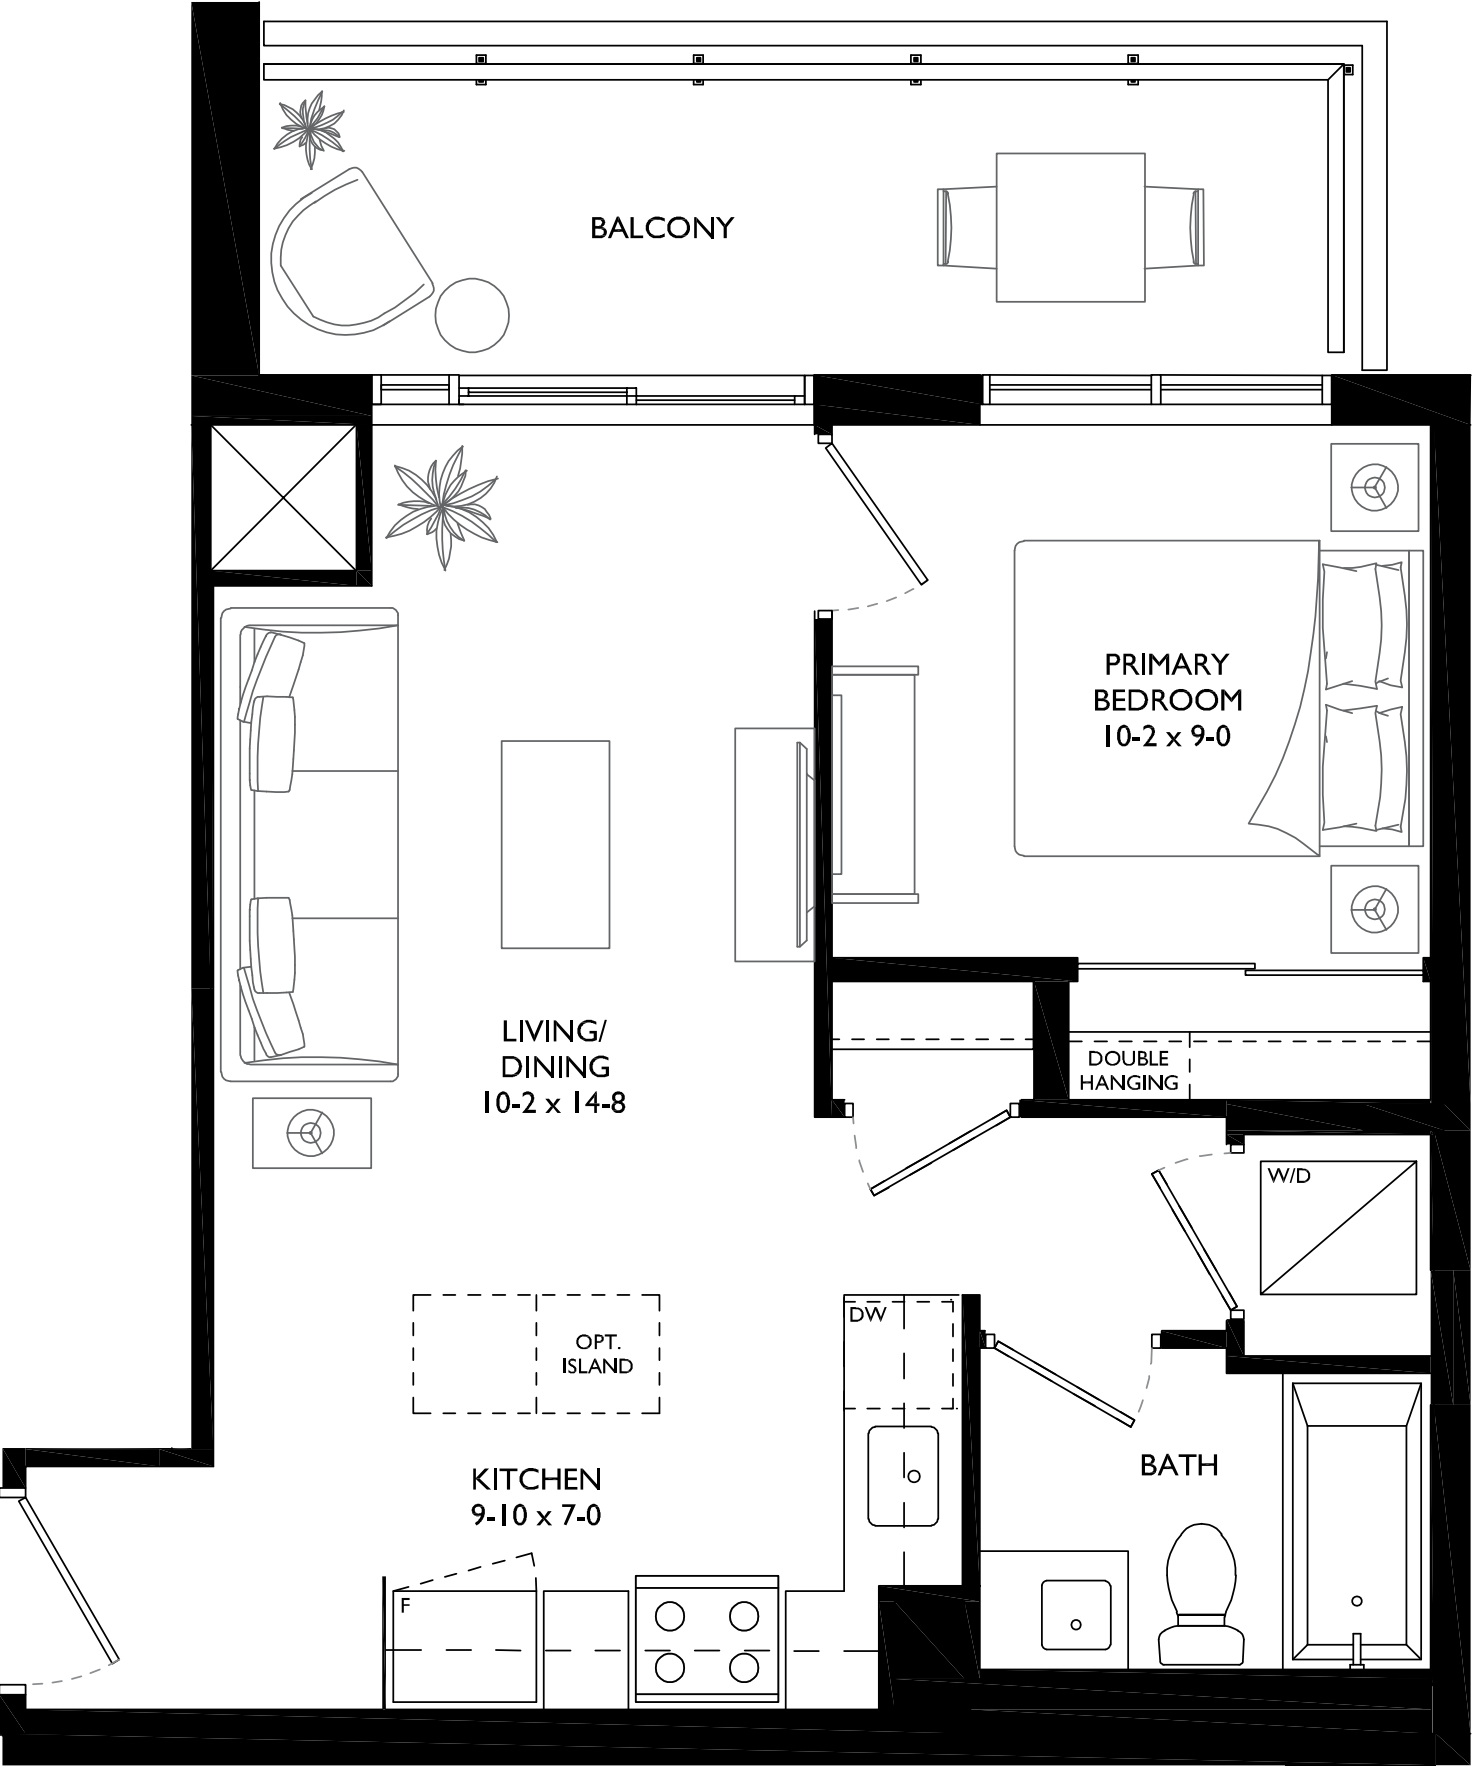 BALCONY
PRIMARY
BEDROOM
10-2 x 9-0
LIVING/
DINING
10-2 x 14-8
DOUBLE
HANGING
W/D
OPT.
ISLAND
DW
KITCHEN
9-10 x 7-0
BATH
F